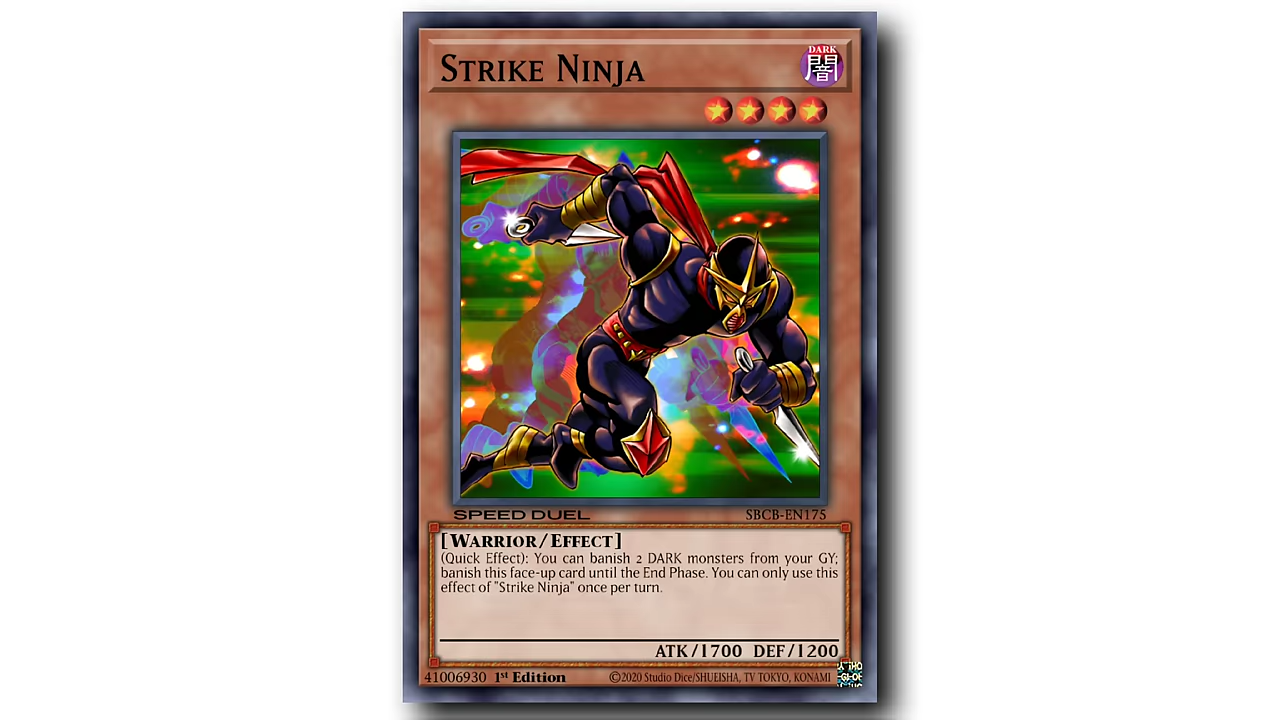 STRIKE NINJA
DARK
闇
SPEED DUEL
SBCB-EN175
[WARRIOR/EFFECT]
(Quick Effect): You can banish 2 DARK monsters from your GY;
banish this face-up card until the End Phase. You can only use this
effect of "Strike Ninja" once per turn.
ATK/1700 DEF/1200
41006930 1st Edition ©2020 Studio Dice/SHUEISHA, TV TOKYO, KONAMI